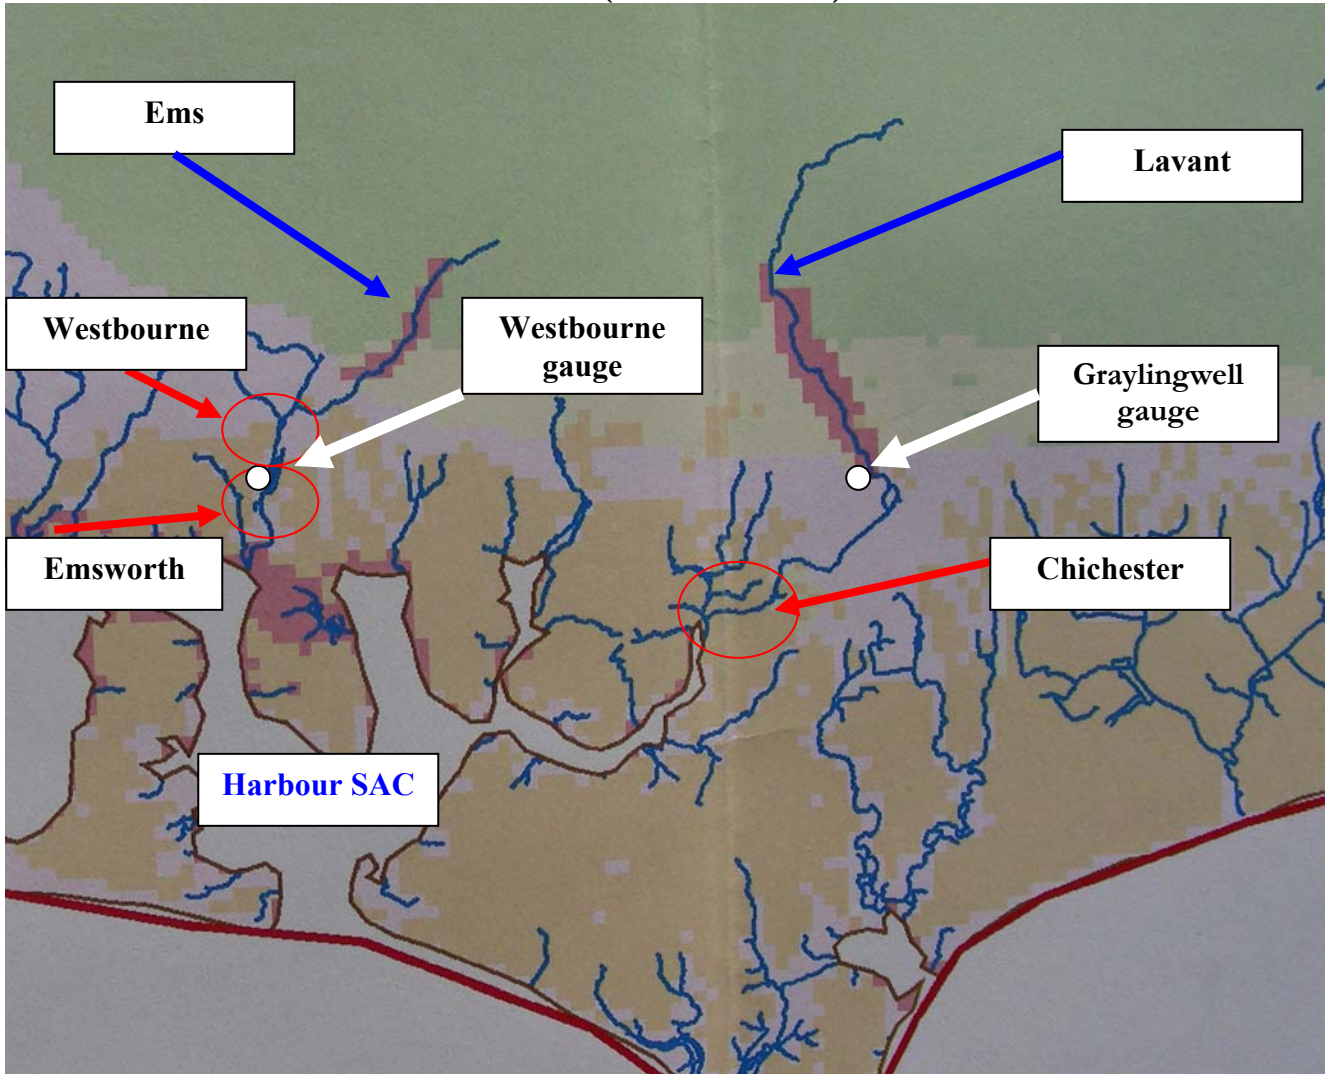 Ems
Lavant
Westbourne
Westbourne
gauge
Graylingwell
gauge
Emsworth
Chichester
Harbour SAC